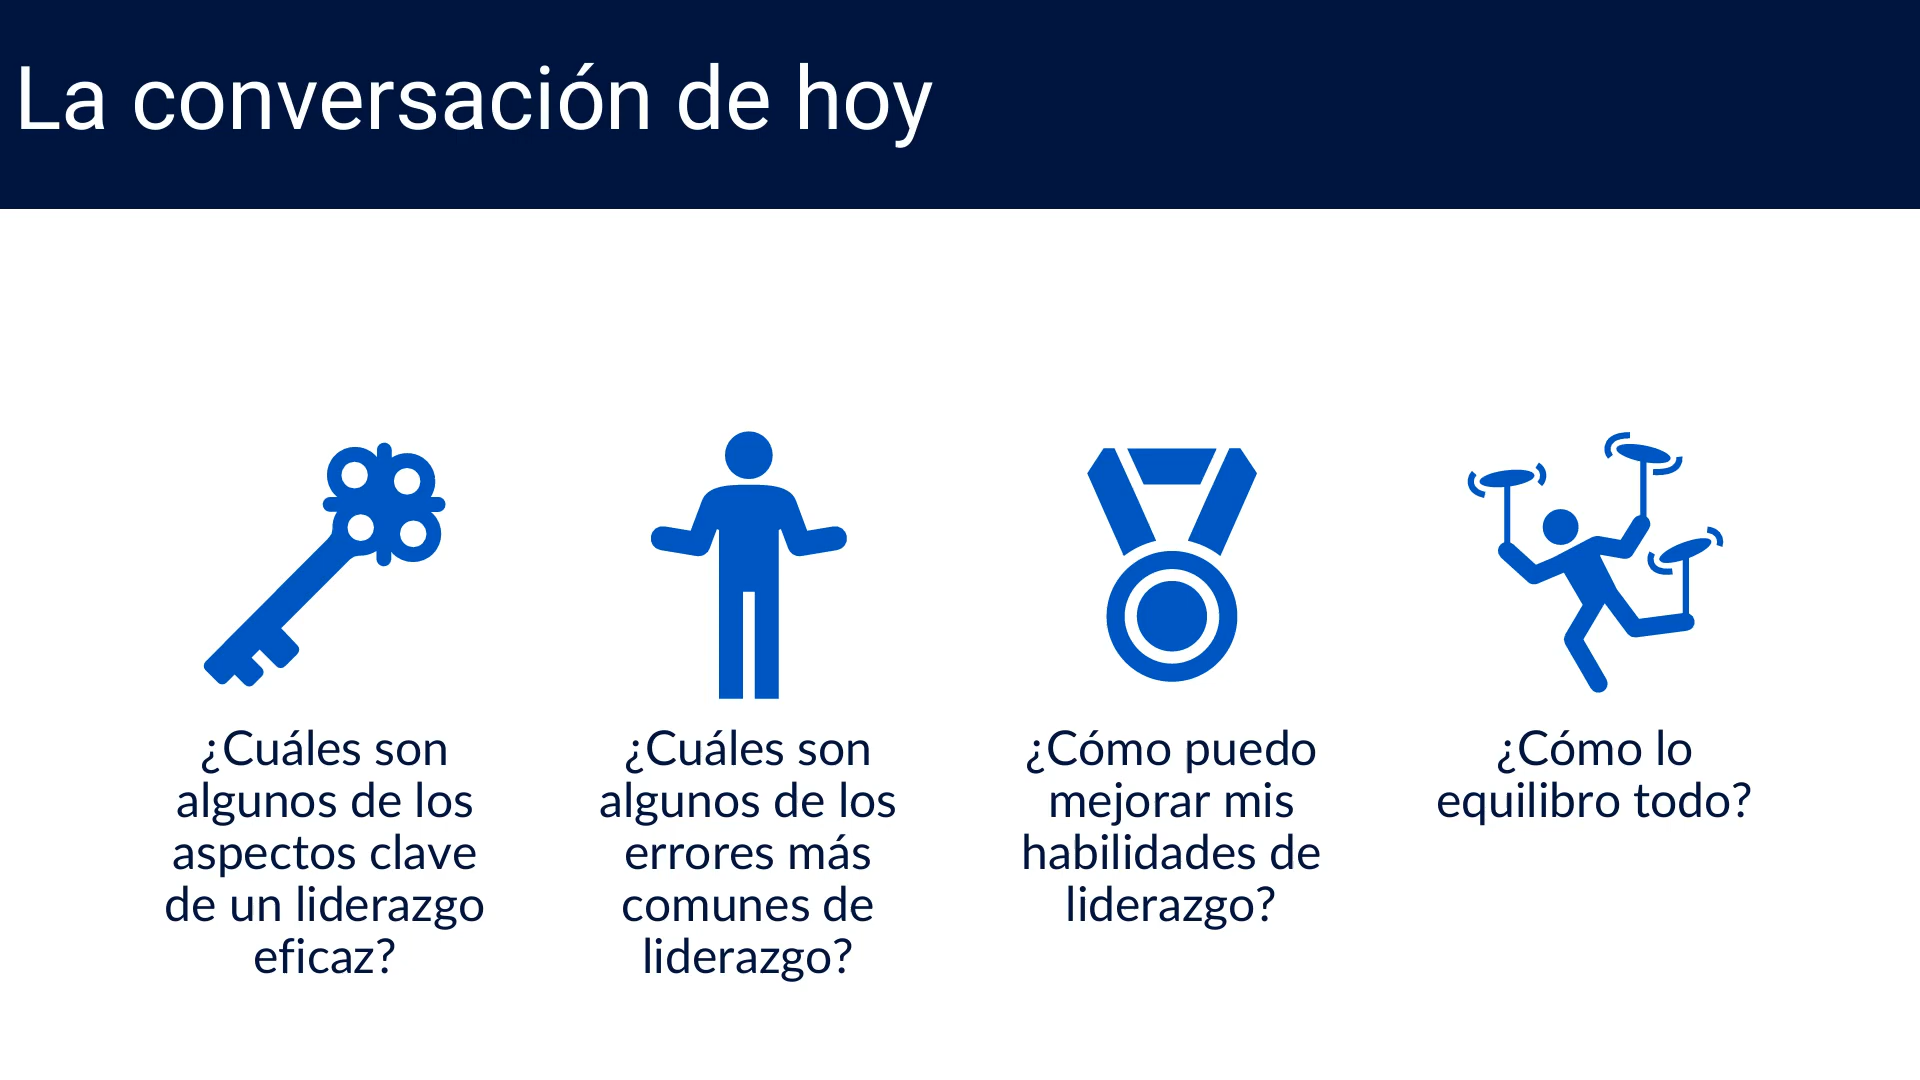 La conversación de hoy
¿Cuáles son
algunos de los
aspectos clave
de un liderazgo
eficaz?
¿Cuáles son
algunos de los
errores más
comunes de
liderazgo?
¿Cómo puedo
mejorar mis
habilidades de
liderazgo?
¿Cómo lo
equilibro todo?